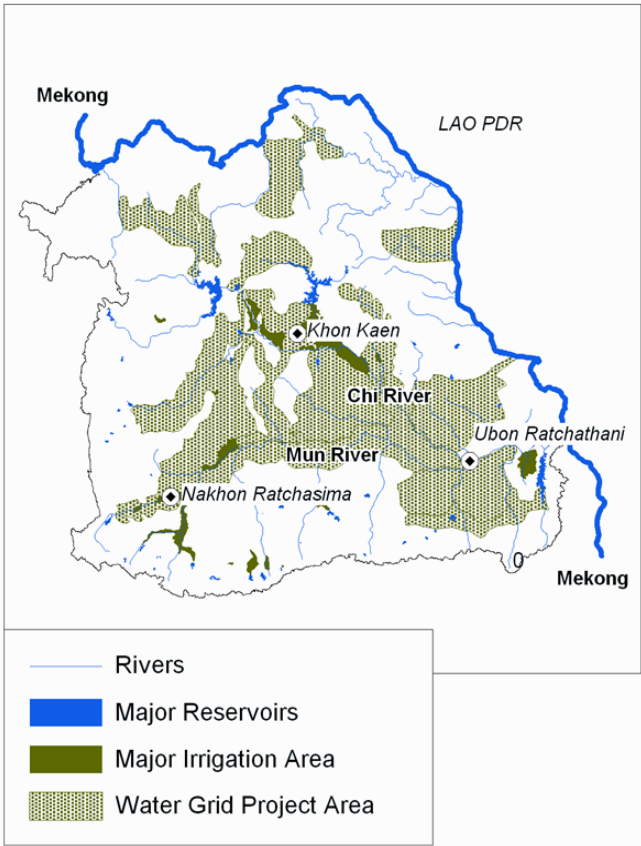 Mekong
LAO PDR
Khon Kaen
Chi River
Ubon Ratchathani
Mun River
Nakhon Ratchasima
0
Mekong
Rivers
Major Reservoirs
Major Irrigation Area
Water Grid Project Area